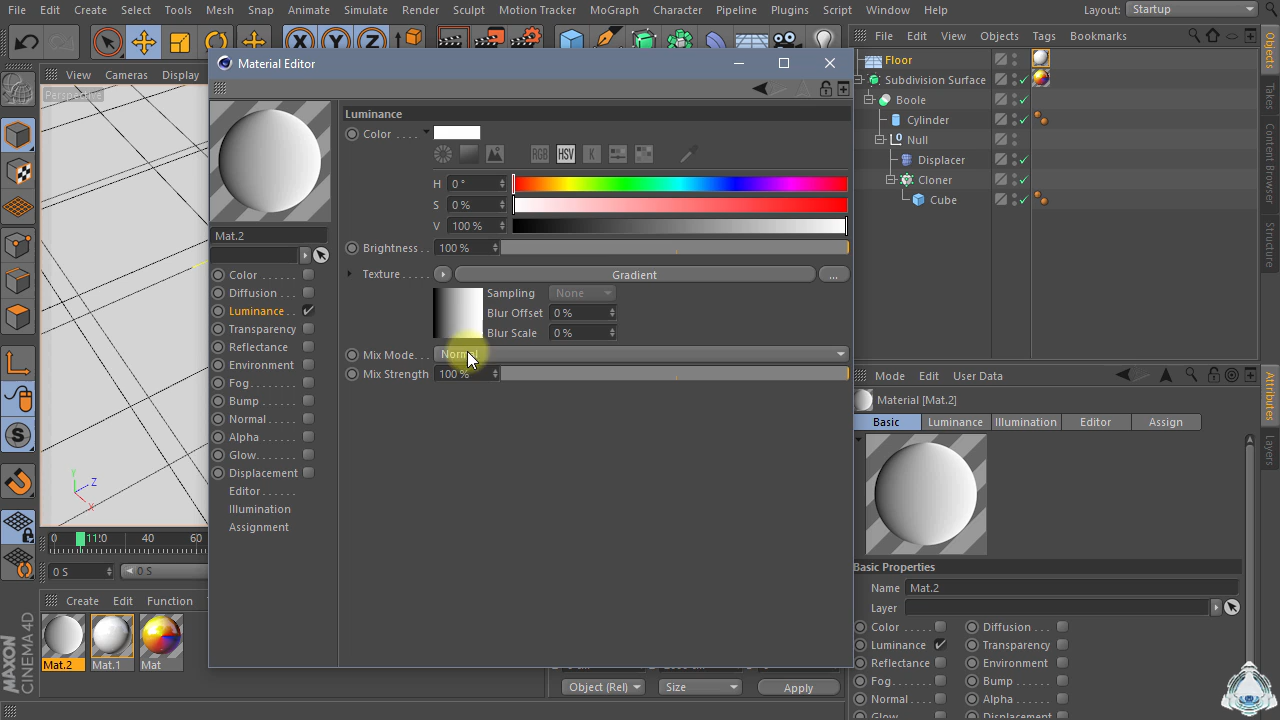 File Edit Create Select Tools Mesh Snap Animate Simulate Render Sculpt Motion Tracker MoGraph Character Pipeline Plugins Script Window Help Layout: Startup
X Y Z
File Edit View Objects Tags Bookmarks
View Cameras Display
Material Editor
Perspective
Floor
Subdivision Surface
Boole
Cylinder
Null
Displacer
Cloner
Cube
Objects
Takes
Content Browser
Structure
Luminance
Color . . . .
RGB HSV K
H 0 °
S 0 %
V 100 %
Brightness . . 100 %
Texture . . . . . Gradient ...
Sampling None
Blur Offset 0 %
Blur Scale 0 %
Mix Mode. . . Normal
Mix Strength 100 %
Mat.2
Color . . . . . .
Diffusion . . .
Luminance . .
Transparency
Reflectance
Environment
Fog. . . . . . . .
Bump . . . . . .
Normal. . . . .
Alpha . . . . . .
Glow. . . . . . .
Displacement
Editor . . . . . .
Illumination
Assignment
Y
Z
X
0 40 60
0 S 0 S
Create Edit Function
Mat.2 Mat.1 Mat
MAXON
CINEMA 4D
Object (Rel) Size Apply
Mode Edit User Data
Material [Mat.2]
Basic Luminance Illumination Editor Assign
Attributes
Layers
Basic Properties
Name Mat.2
Layer
Color . . . . . Diffusion . . .
Luminance . . Transparency
Reflectance . Environment
Fog. . . . . . . Bump . . . . .
Normal. . . . . Alpha . . . . .
Glow Displacement